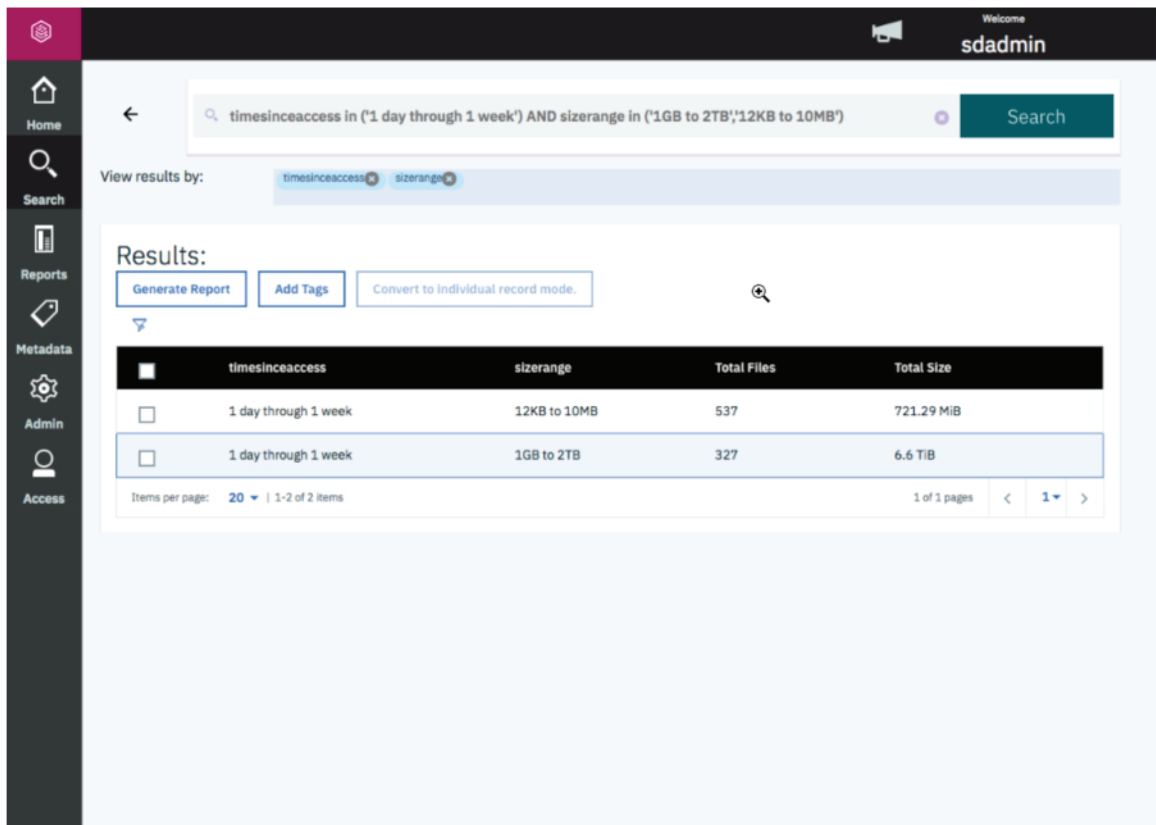 Welcome
sdadmin
Home
Search
Reports
Metadata
Admin
Access
timesinceaccess in ('1 day through 1 week') AND sizerange in ('1GB to 2TB','12KB to 10MB')
Search
View results by:
timesinceaccess sizerange
Results:
Generate Report Add Tags Convert to individual record mode.
timesinceaccess sizerange Total Files Total Size
1 day through 1 week 12KB to 10MB 537 721.29 MiB
1 day through 1 week 1GB to 2TB 327 6.6 TiB
Items per page: 20 | 1-2 of 2 items 1 of 1 pages 1